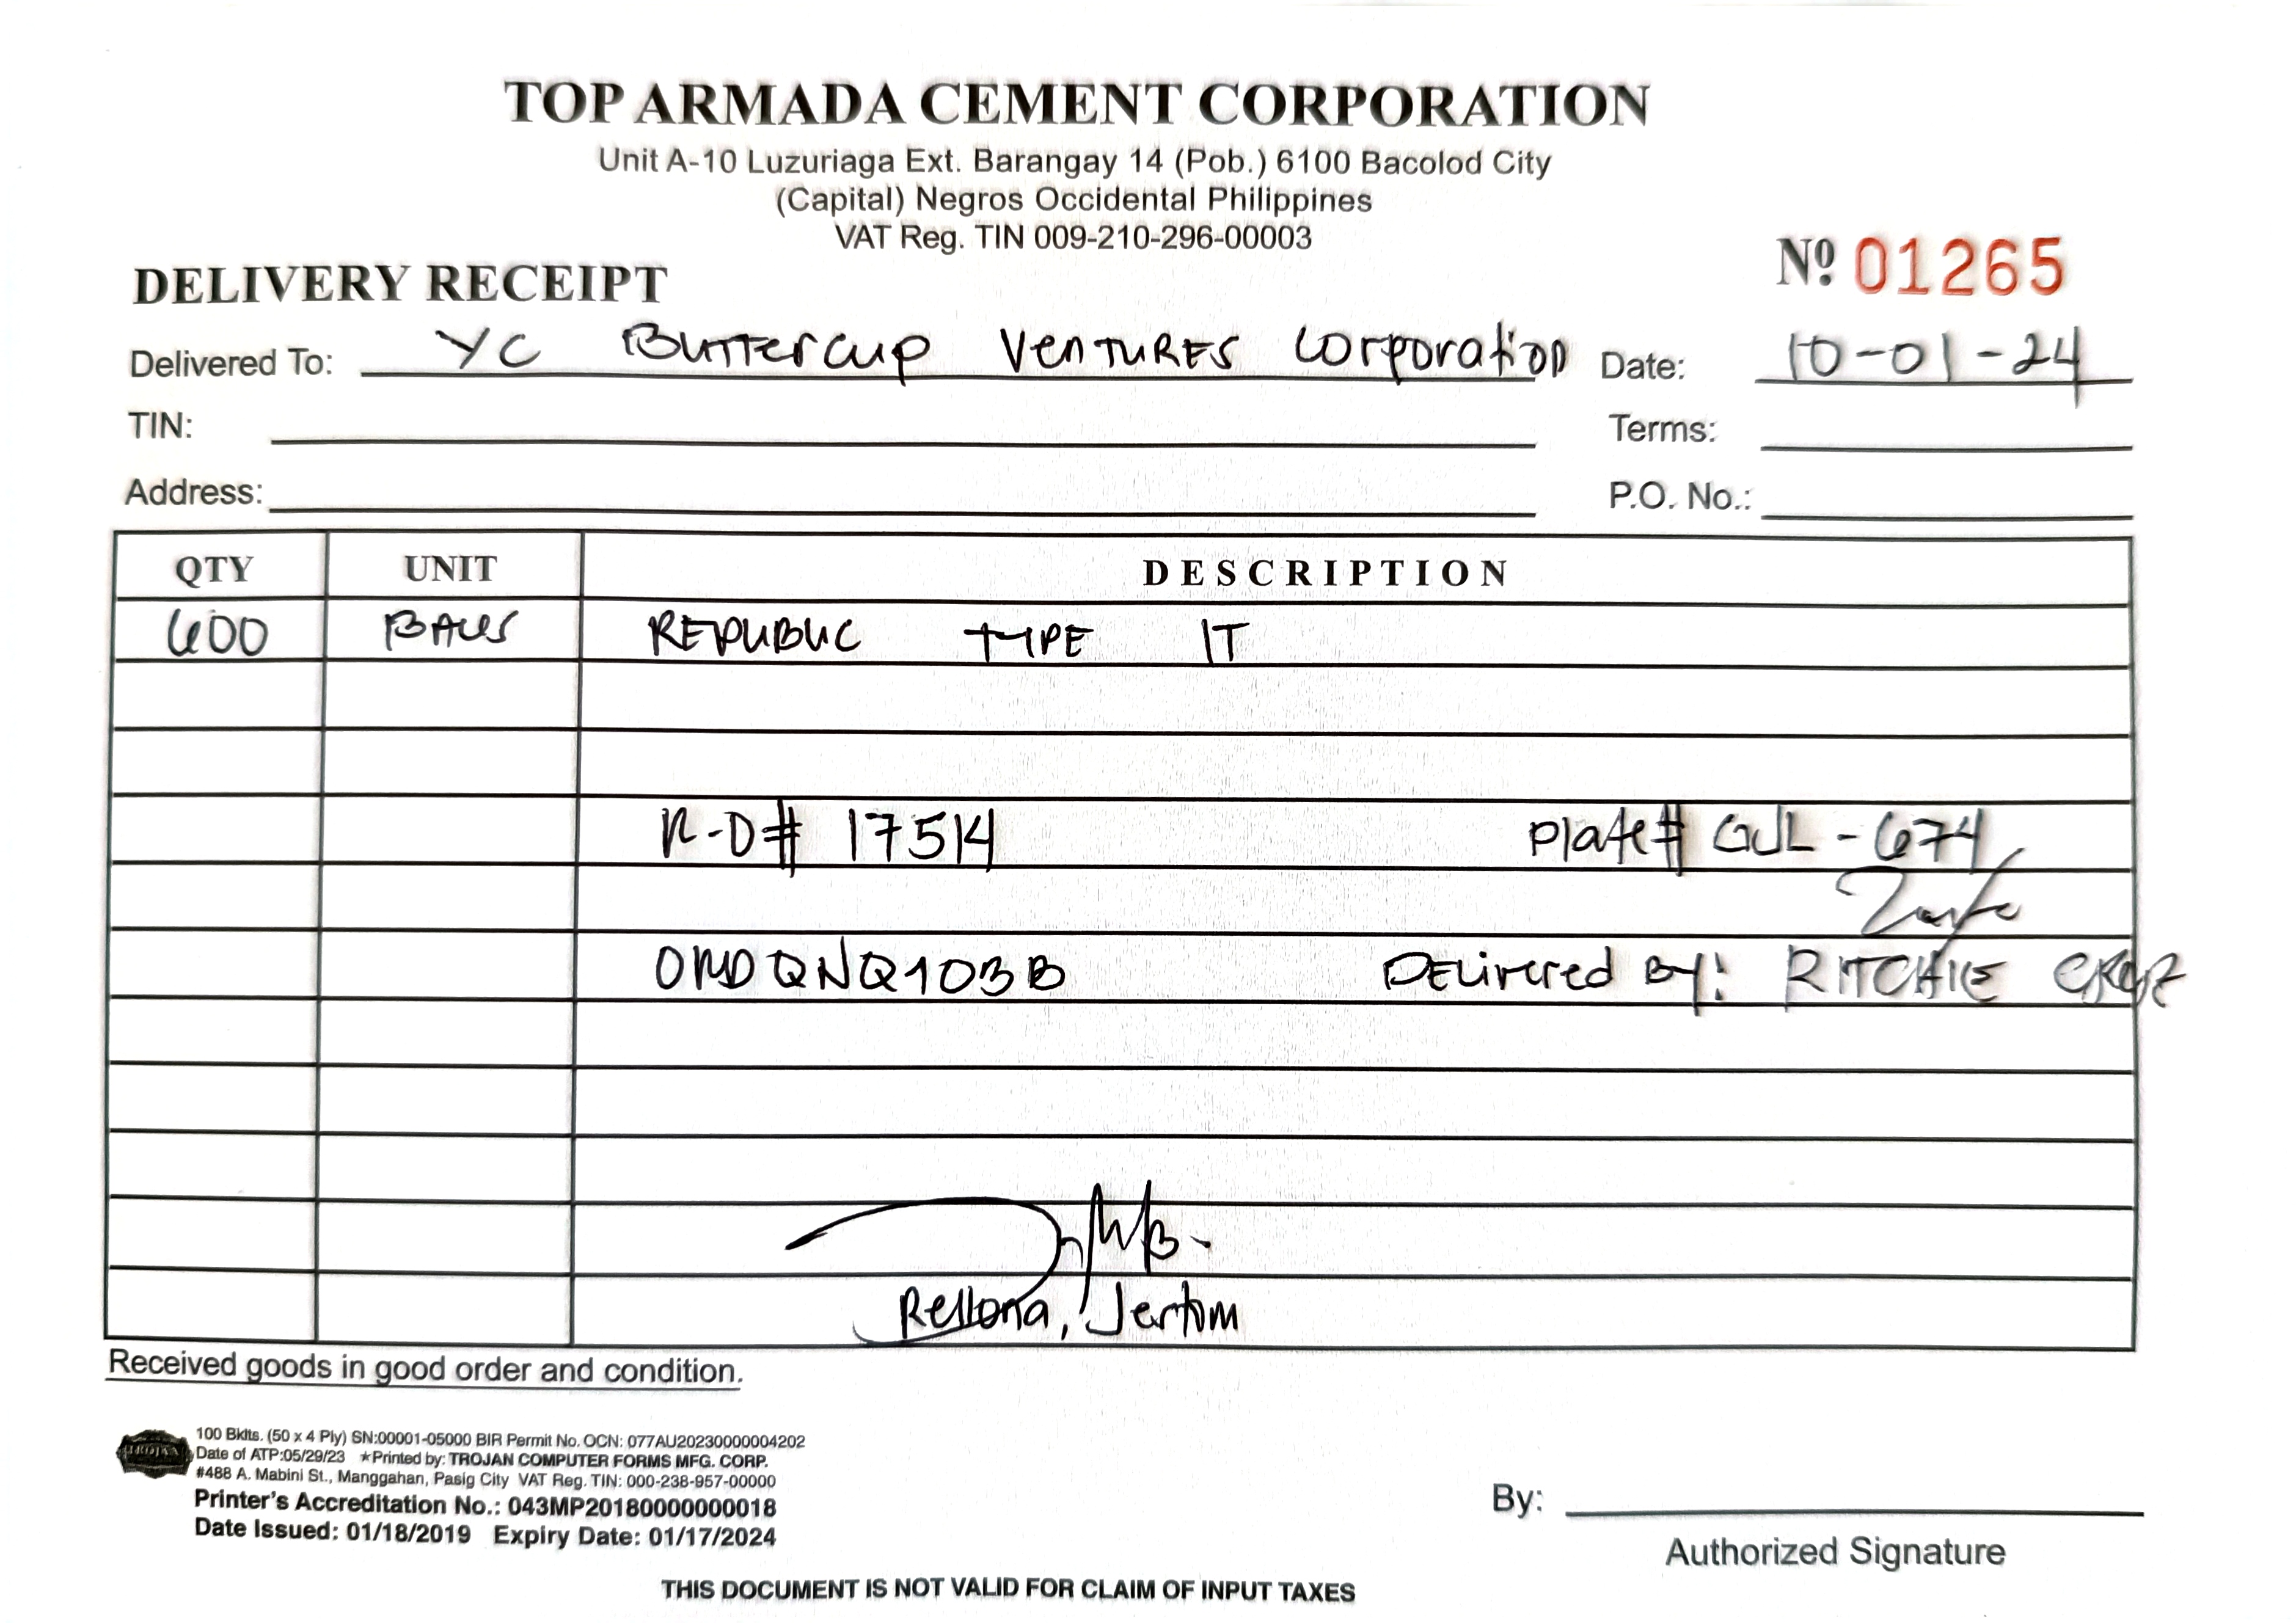 TOP ARMADA CEMENT CORPORATION
Unit A-10 Luzuriaga Ext. Barangay 14 (Pob.) 6100 Bacolod City
(Capital) Negros Occidental Philippines
VAT Reg. TIN 009-210-296-00003
DELIVERY RECEIPT
Nº 01265
Delivered To: YC Buttercup Ventures Corporation Date: 10-01-24
TIN: Terms:
Address: P.O. No.:
QTY UNIT DESCRIPTION
600 BAGS REPUBLIC TYPE 1T
R-D# 17514 Plate# GJL-674
Delivered By: RITCHIE
Rellona, Jertom
Received goods in good order and condition.
TROJAN
100 Bklts. (50 x 4 Ply) SN:00001-05000 BIR Permit No. OCN: 077AU20230000004202
Date of ATP:05/29/23 ★Printed by: TROJAN COMPUTER FORMS MFG. CORP.
#488 A. Mabini St., Manggahan, Pasig City VAT Reg. TIN: 000-238-957-00000
Printer's Accreditation No.: 043MP20180000000018
Date Issued: 01/18/2019 Expiry Date: 01/17/2024
By:
Authorized Signature
THIS DOCUMENT IS NOT VALID FOR CLAIM OF INPUT TAXES